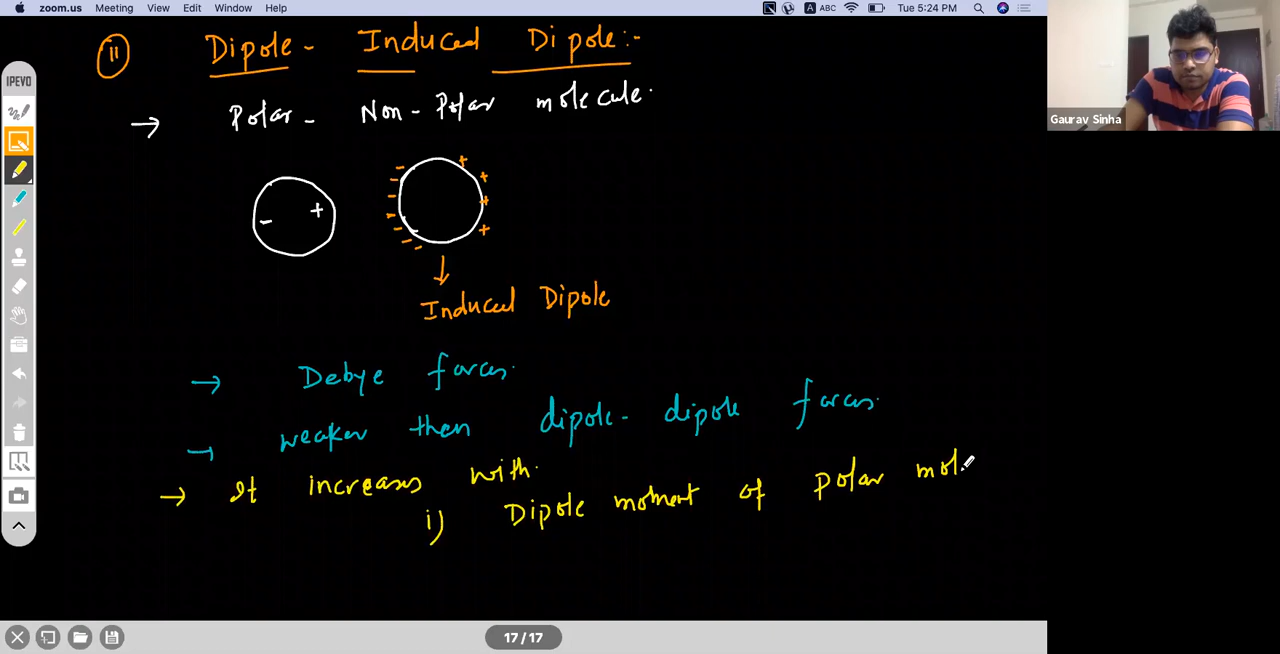 zoom.us Meeting View Edit Window Help
A ABC Tue 5:24 PM
IPEVO
Gaurav Sinha
(ii) Dipole- Induced Dipole:-
→ Polar- Non-Polar molecule.
- +
- - - - - - - + + + +
↓
Induced Dipole
→ Debye forces.
→ weaker then dipole-dipole forces.
→ It increases with.
i) Dipole moment of polar mol
17 / 17